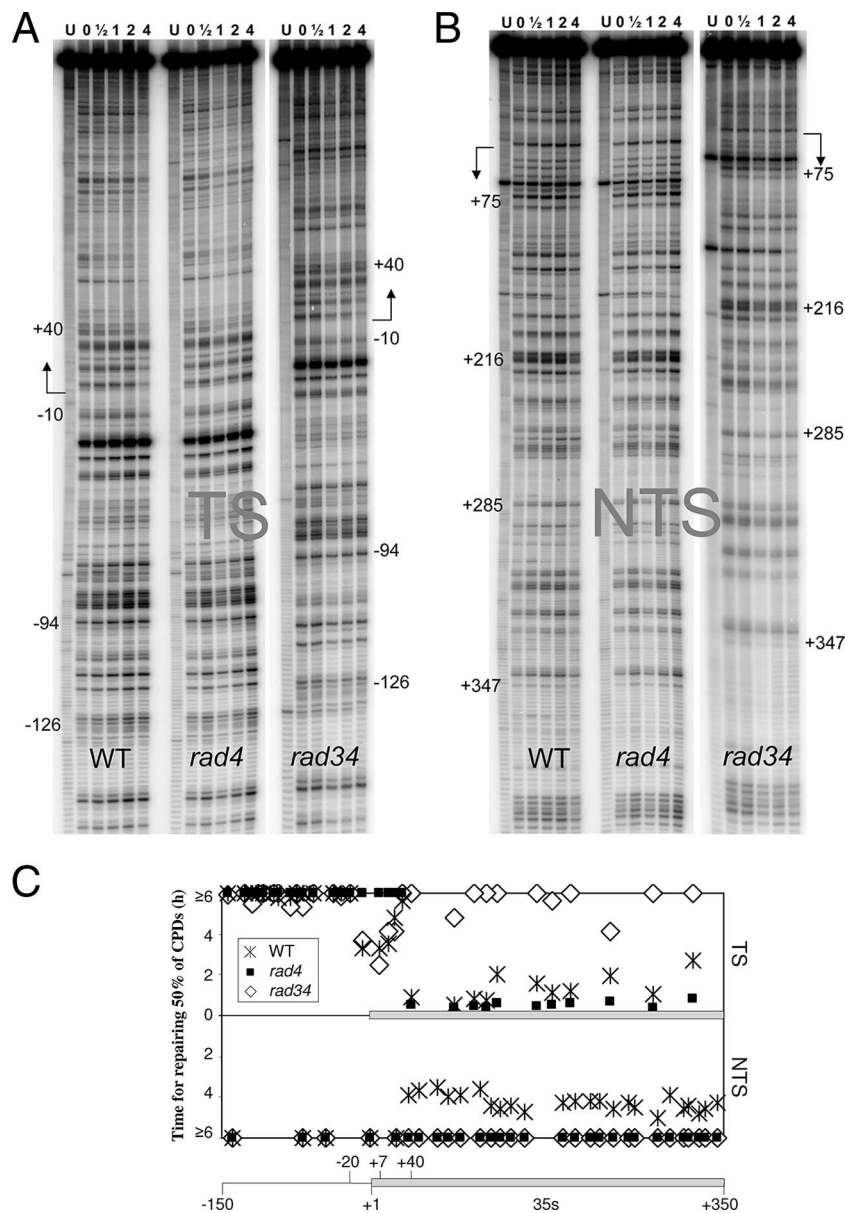 A
B
U 0 ½ 1 2 4
U 0 ½ 1 2 4
U 0 ½ 1 2 4
U 0 ½ 1 2 4
U 0 ½ 1 2 4
U 0 ½ 1 2 4
+40
-10
-94
-126
TS
WT
rad4
rad34
+40
-10
-94
-126
+75
+216
+285
+347
NTS
WT
rad4
rad34
+75
+216
+285
+347
C
Time for repairing 50% of CPDs (h)
≥6
4
2
0
2
4
≥6
WT
rad4
rad34
TS
NTS
-20
+7
+40
-150
+1
35s
+350